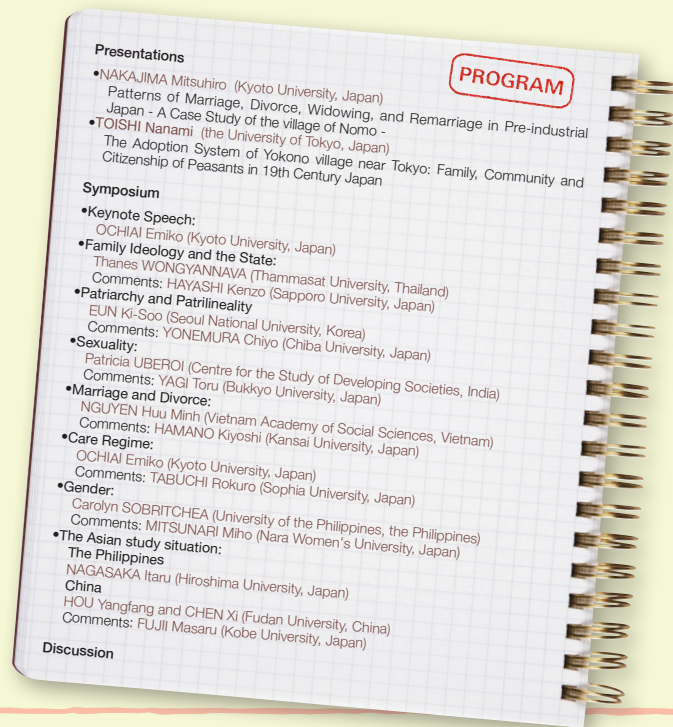 PROGRAM
Presentations
•NAKAJIMA Mitsuhiro (Kyoto University, Japan)
Patterns of Marriage, Divorce, Widowing, and Remarriage in Pre-industrial
Japan - A Case Study of the village of Nomo -
•TOISHI Nanami (the University of Tokyo, Japan)
The Adoption System of Yokono village near Tokyo: Family, Community and
Citizenship of Peasants in 19th Century Japan
Symposium
•Keynote Speech:
OCHIAI Emiko (Kyoto University, Japan)
•Family Ideology and the State:
Thanes WONGYANNAVA (Thammasat University, Thailand)
Comments: HAYASHI Kenzo (Sapporo University, Japan)
•Patriarchy and Patrilineality
EUN Ki-Soo (Seoul National University, Korea)
Comments: YONEMURA Chiyo (Chiba University, Japan)
•Sexuality:
Patricia UBEROI (Centre for the Study of Developing Societies, India)
Comments: YAGI Toru (Bukkyo University, Japan)
•Marriage and Divorce:
NGUYEN Huu Minh (Vietnam Academy of Social Sciences, Vietnam)
Comments: HAMANO Kiyoshi (Kansai University, Japan)
•Care Regime:
OCHIAI Emiko (Kyoto University, Japan)
Comments: TABUCHI Rokuro (Sophia University, Japan)
•Gender:
Carolyn SOBRITCHEA (University of the Philippines, the Philippines)
Comments: MITSUNARI Miho (Nara Women's University, Japan)
•The Asian study situation:
The Philippines
NAGASAKA Itaru (Hiroshima University, Japan)
China
HOU Yangfang and CHEN Xi (Fudan University, China)
Comments: FUJII Masaru (Kobe University, Japan)
Discussion